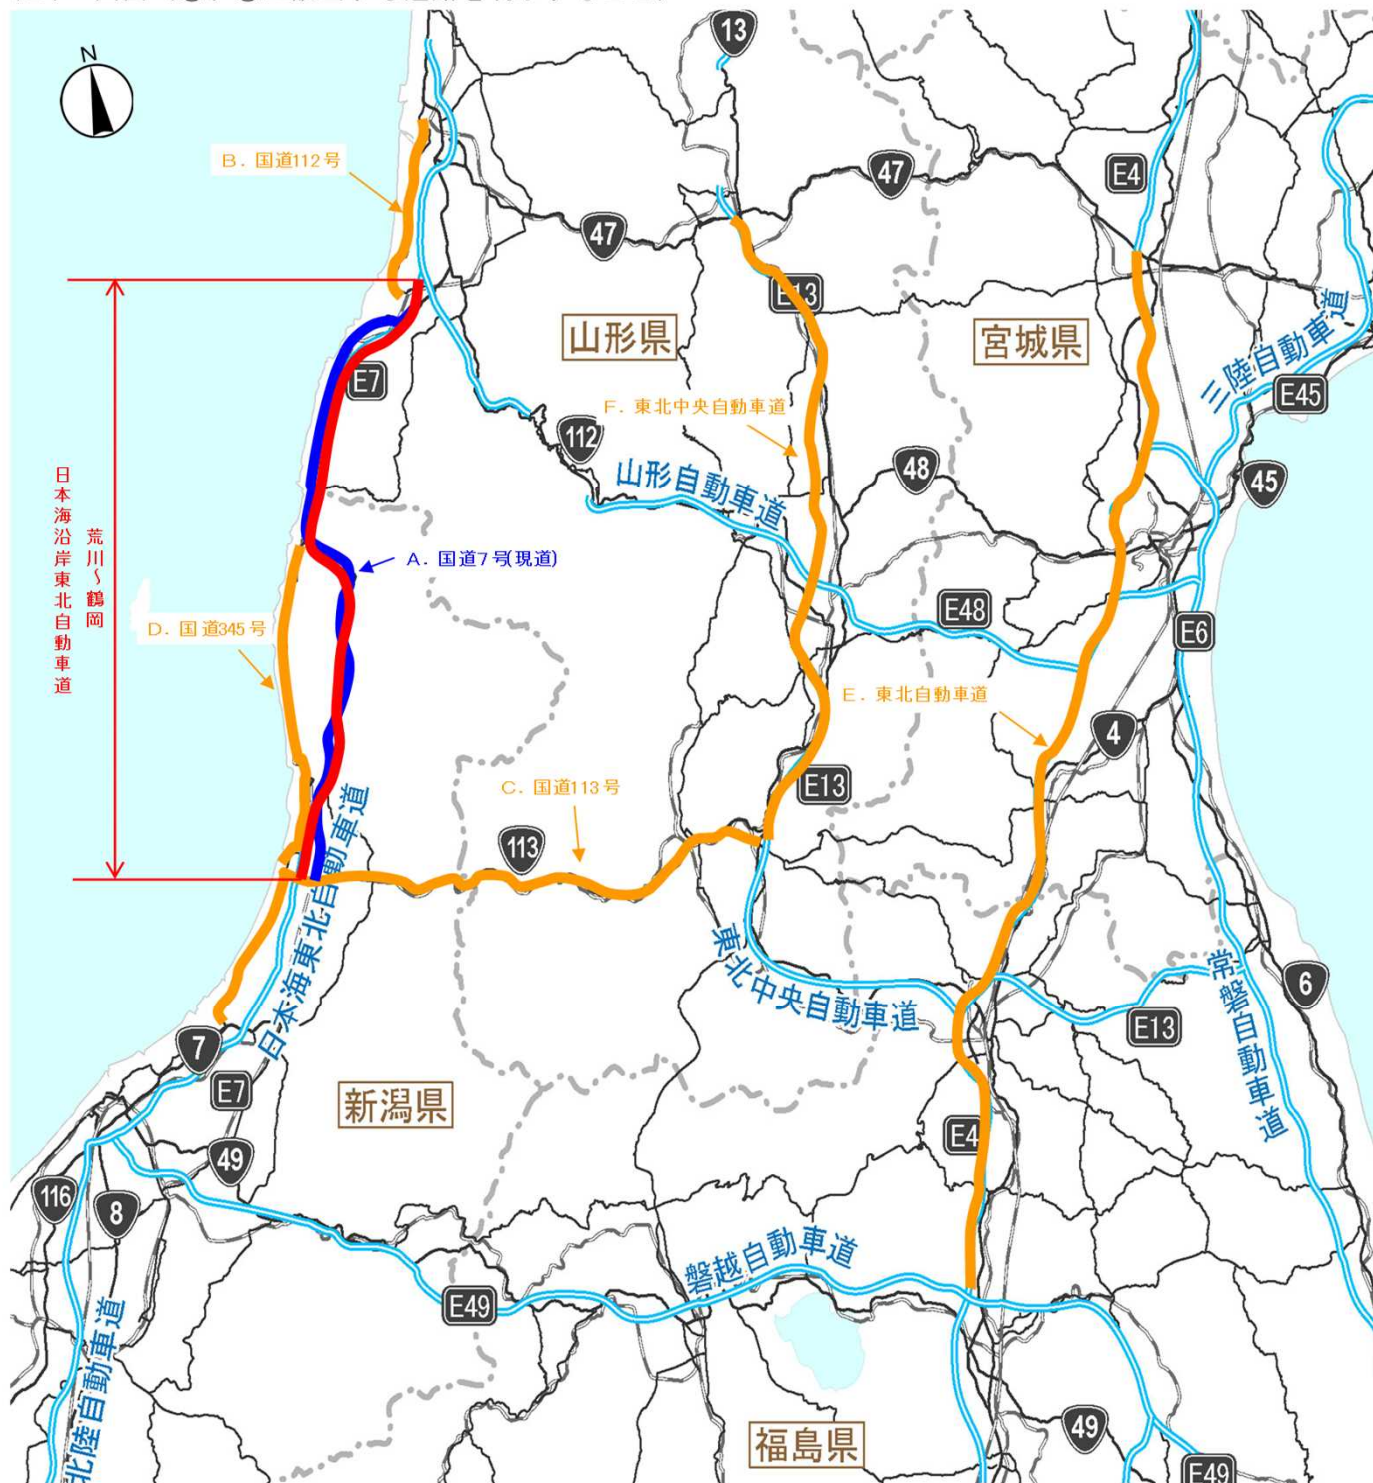 N
13
B. 国道112号
47
E4
47
E13
山形県
宮城県
三陸自動車道
E7
E45
F. 東北中央自動車道
112
48
45
山形自動車道
日本海沿岸東北自動車道
荒川～鶴岡
A. 国道7号(現道)
D. 国道345号
E48
E6
E. 東北自動車道
4
C. 国道113号
E13
113
日本海東北自動車道
東北中央自動車道
常磐自動車道
6
E13
7
E7
新潟県
E4
49
116
8
磐越自動車道
E49
北陸自動車道
福島県
49
E49